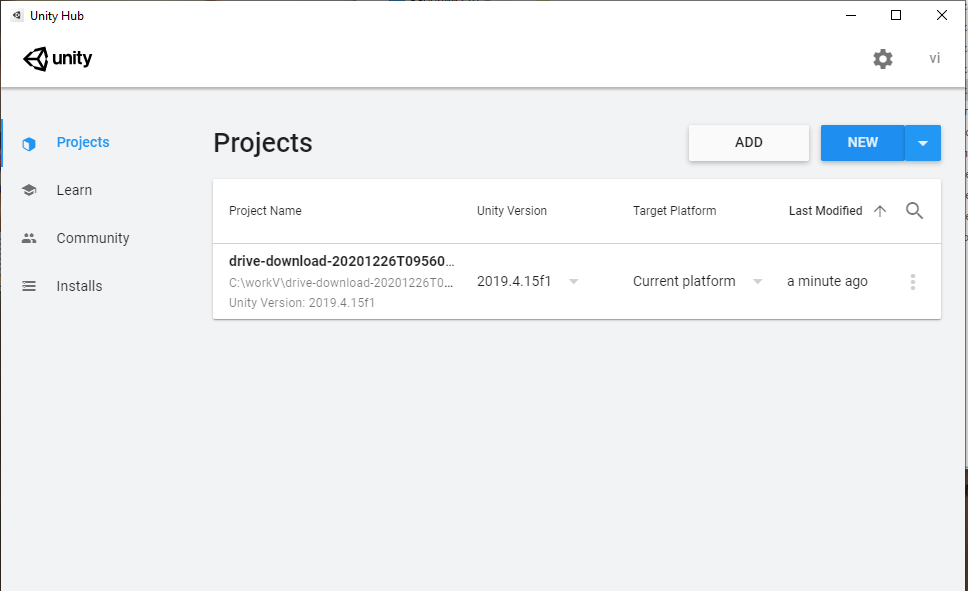 Unity Hub
unity
vi
Projects
Learn
Community
Installs
Projects
ADD
NEW
Project Name
Unity Version
Target Platform
Last Modified
drive-download-20201226T09560...
C:\workV\drive-download-20201226T0...
Unity Version: 2019.4.15f1
2019.4.15f1
Current platform
a minute ago